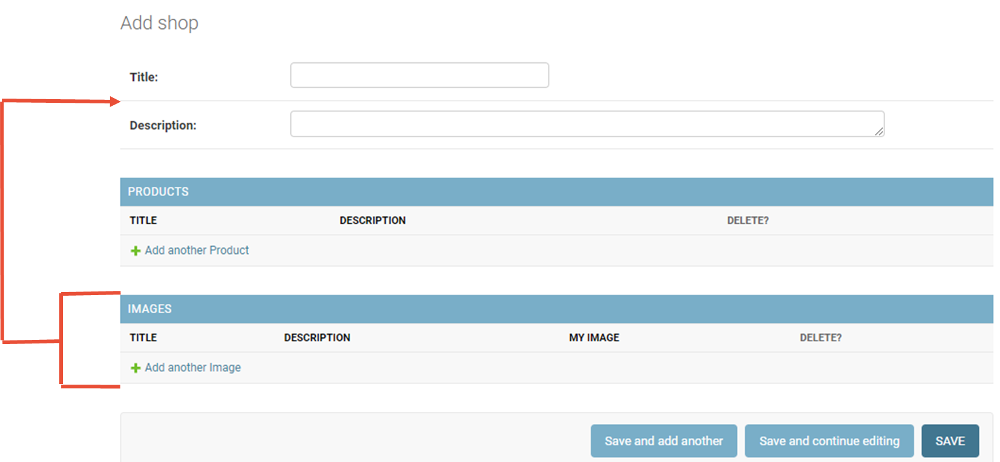 Add shop
Title:
Description:
PRODUCTS
TITLE DESCRIPTION DELETE?
Add another Product
IMAGES
TITLE DESCRIPTION MY IMAGE DELETE?
Add another Image
Save and add another Save and continue editing SAVE